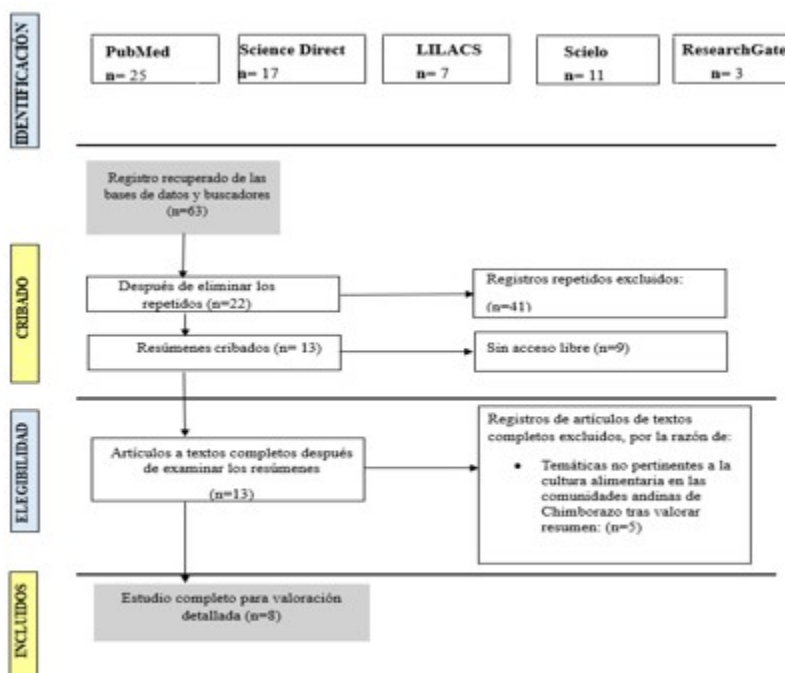 IDENTIFICACIÓN
PubMed
n= 25
Science Direct
n= 17
LILACS
n= 7
Scielo
n= 11
ResearchGate
n= 3
Registro recuperado de las
bases de datos y buscadores
(n=63)
CRIBADO
Después de eliminar los
repetidos (n=22)
Registros repetidos excluidos:
(n=41)
Resúmenes cribados (n= 13)
Sin acceso libre (n=9)
ELEGIBILIDAD
Artículos a textos completos después
de examinar los resúmenes
(n=13)
Registros de artículos de textos
completos excluidos, por la razón de:
• Temáticas no pertinentes a la
cultura alimentaria en las
comunidades andinas de
Chimborazo tras valorar
resumen: (n=5)
INCLUIDOS
Estudio completo para valoración
detallada (n=8)